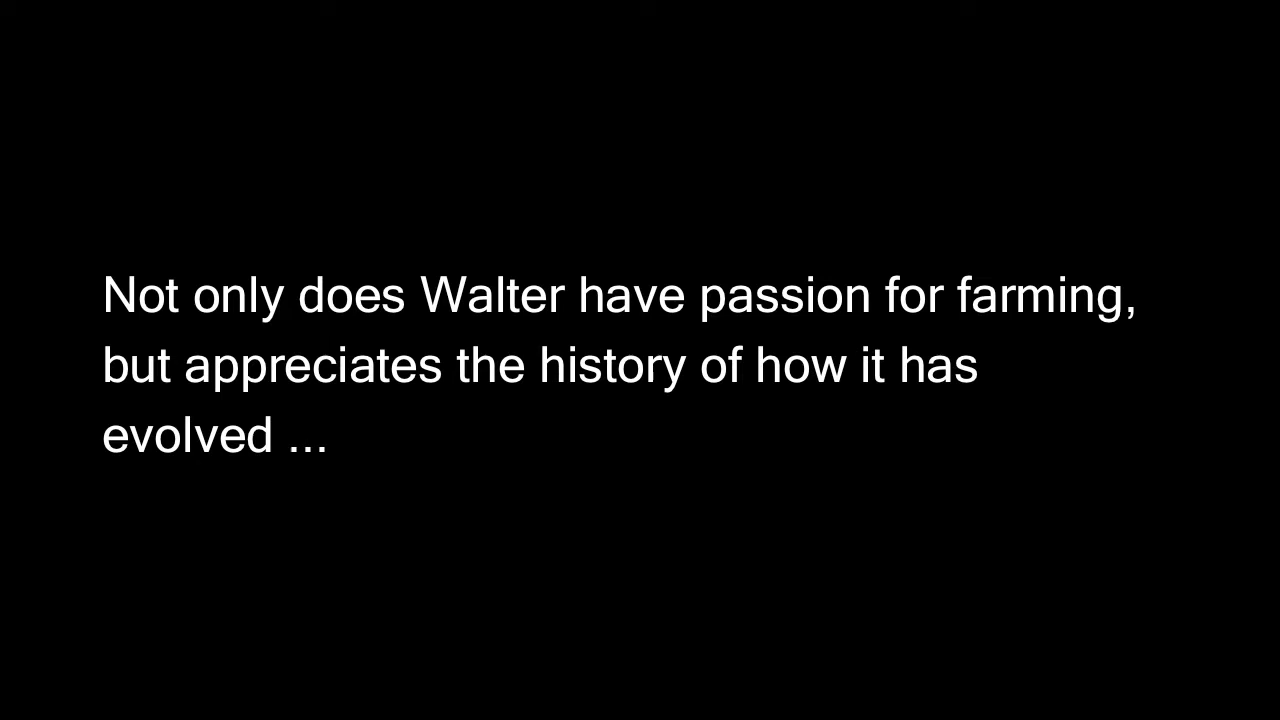 Not only does Walter have passion for farming,
but appreciates the history of how it has
evolved ...